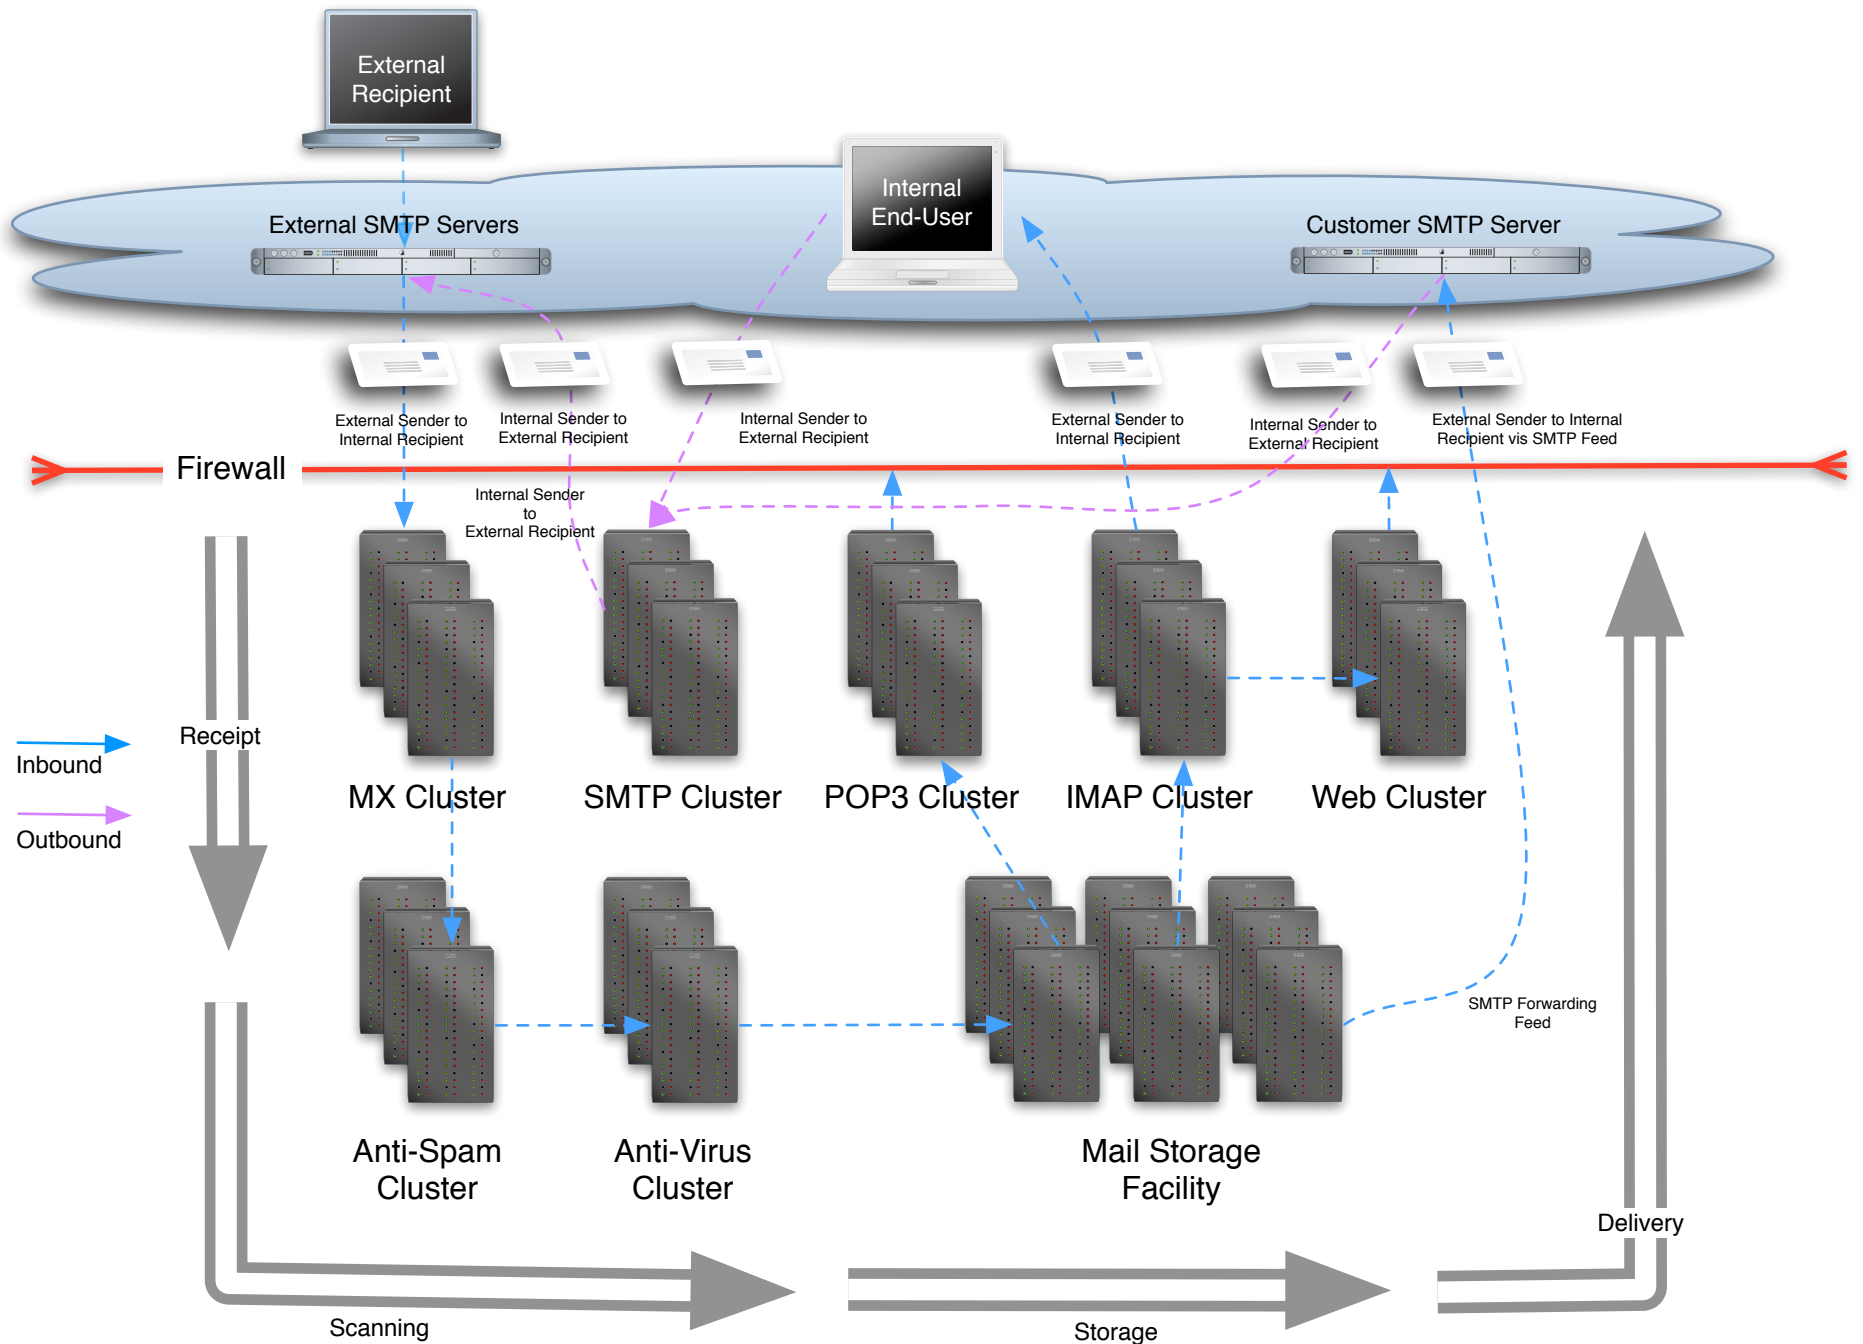 External
Recipient
Internal
End-User
External SMTP Servers
Customer SMTP Server
External Sender to
Internal Recipient
Internal Sender to
External Recipient
Internal Sender to
External Recipient
External Sender to
Internal Recipient
Internal Sender to
External Recipient
External Sender to Internal
Recipient vis SMTP Feed
Firewall
Internal Sender
to
External Recipient
Receipt
Inbound
Outbound
MX Cluster
SMTP Cluster
POP3 Cluster
IMAP Cluster
Web Cluster
SMTP Forwarding
Feed
Anti-Spam
Cluster
Anti-Virus
Cluster
Mail Storage
Facility
Delivery
Scanning
Storage